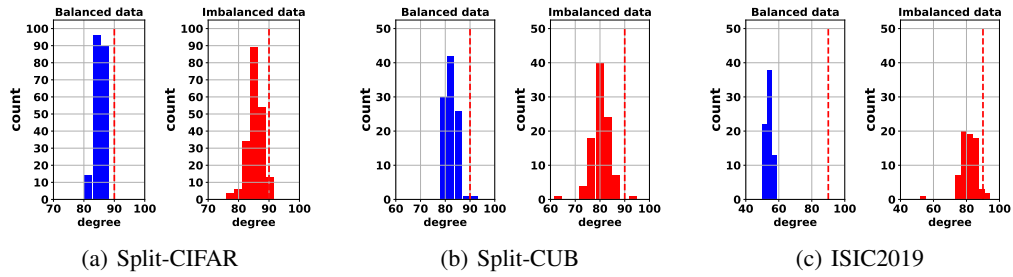 Balanced data
100
90
80
70
60
50
40
30
20
10
0
count
70 80 90 100
degree
Imbalanced data
100
90
80
70
60
50
40
30
20
10
0
count
70 80 90 100
degree
(a) Split-CIFAR
Balanced data
50
40
30
20
10
0
count
60 70 80 90 100
degree
Imbalanced data
50
40
30
20
10
0
count
60 70 80 90 100
degree
(b) Split-CUB
Balanced data
50
40
30
20
10
0
count
40 60 80 100
degree
Imbalanced data
50
40
30
20
10
0
count
40 60 80 100
degree
(c) ISIC2019